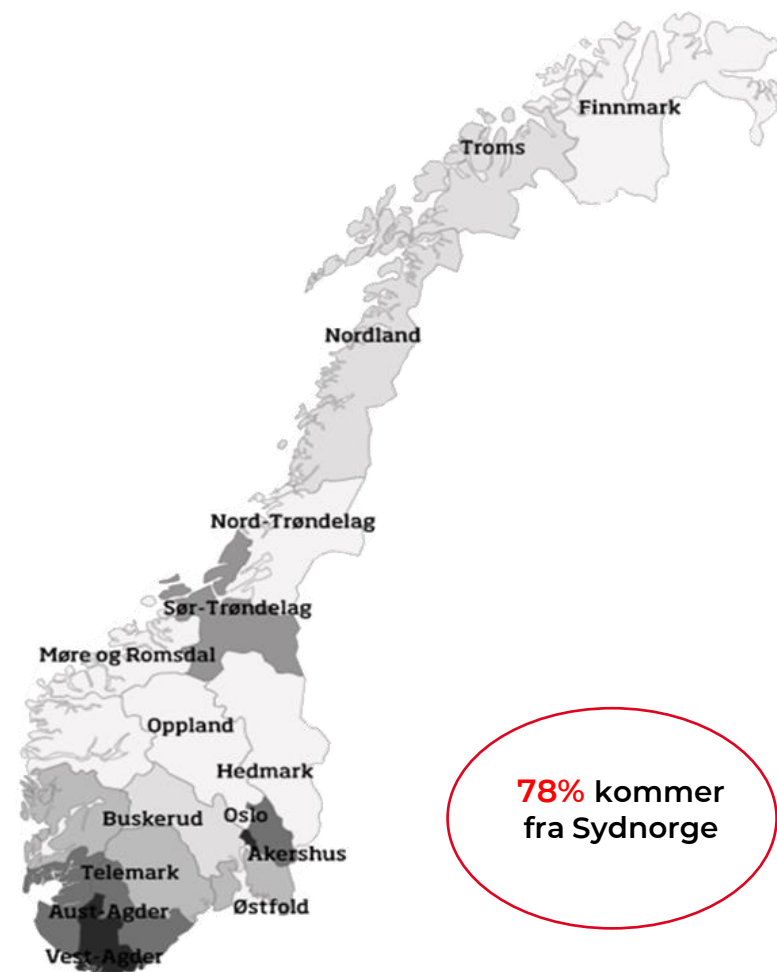 Finnmark
Troms
Nordland
Nord-Trøndelag
Sør-Trøndelag
Møre og Romsdal
Oppland
Hedmark
Buskerud
Oslo
Akershus
Telemark
Østfold
Aust-Agder
Vest-Agder
78% kommer
fra Sydnorge